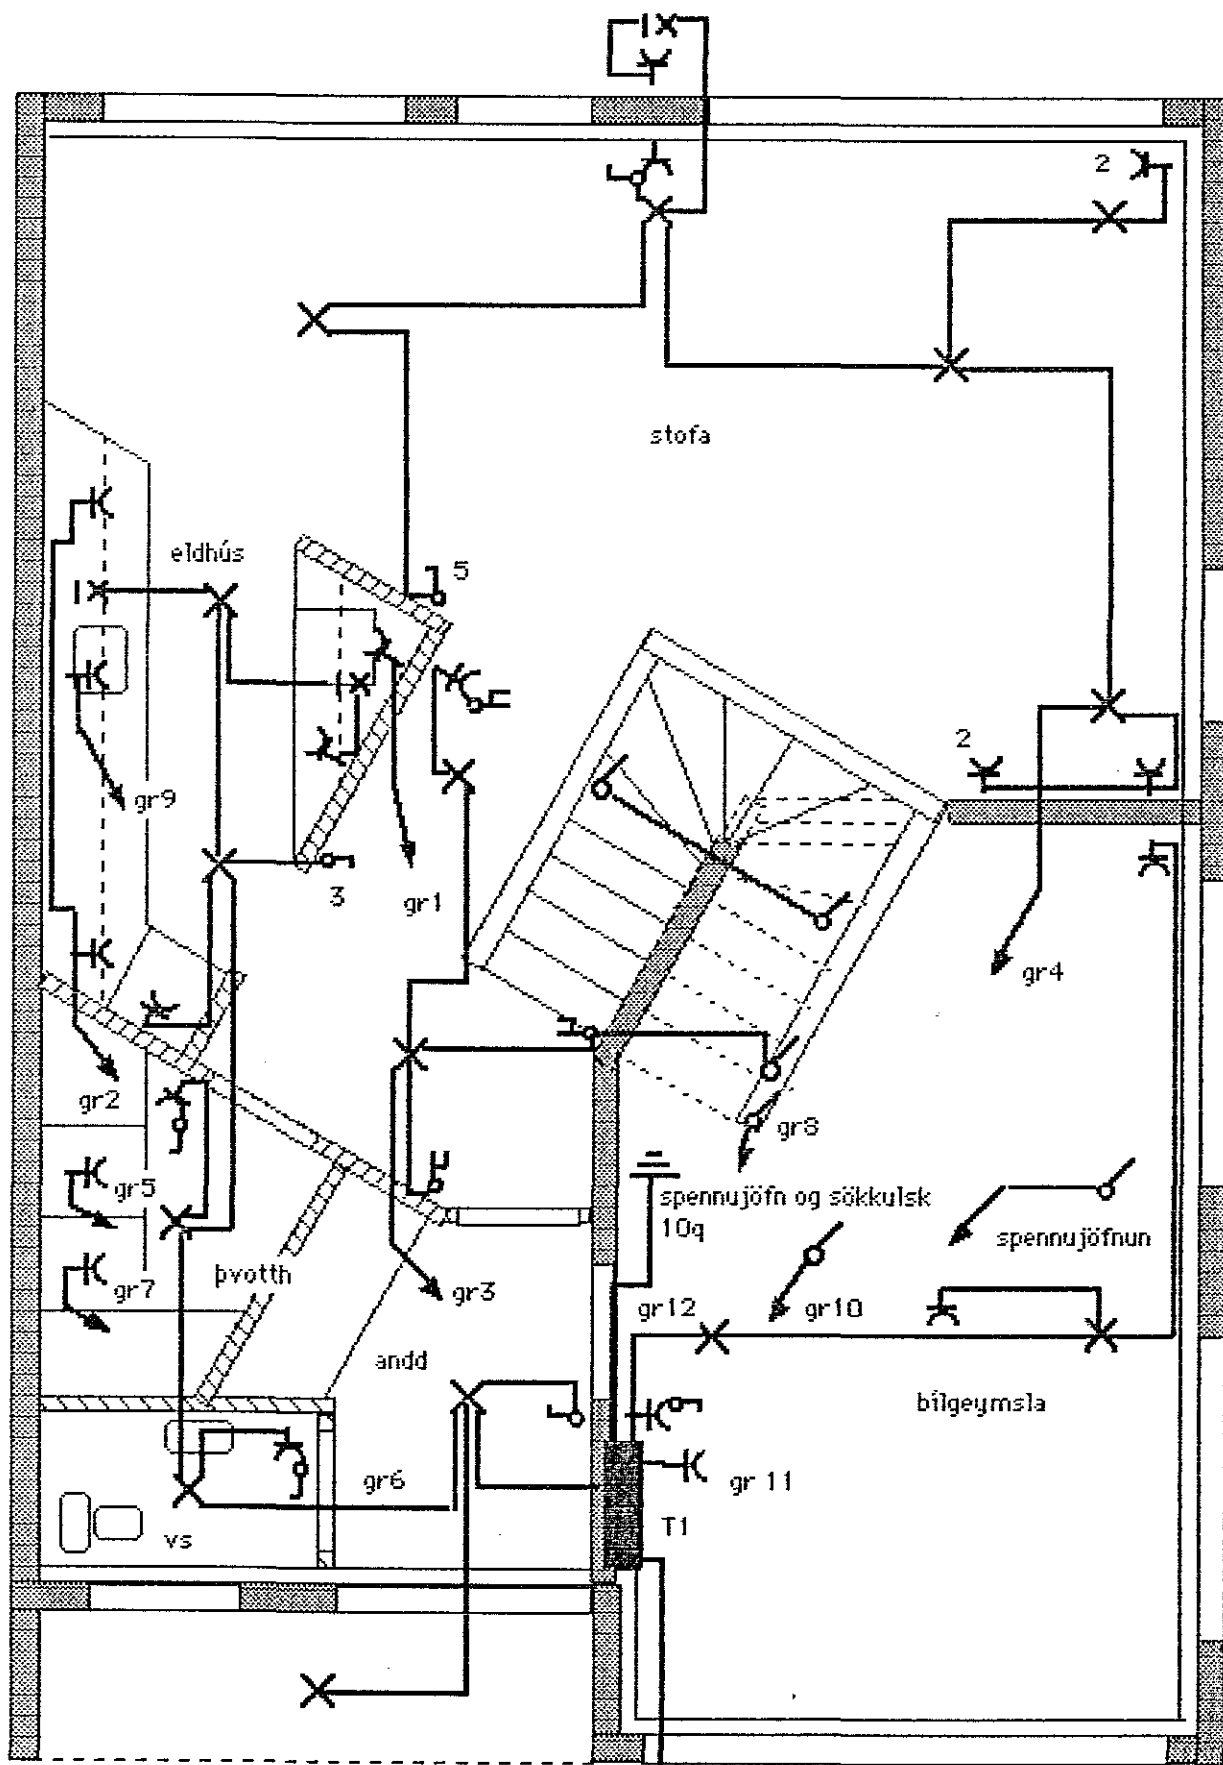 2
stofa
eldhús
5
2
gr9
3
gr1
gr4
gr2
gr8
gr5
spennujöfn og sökkulsk
10q
spennujöfnun
þvotth
gr7
gr3
gr12
gr10
andd
bílgeymsla
gr6
gr 11
T1
vs